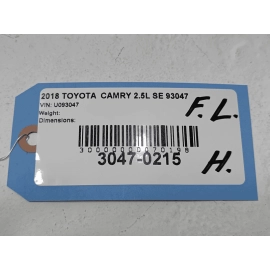 2018 TOYOTA CAMRY 2.5L SE 93047
VIN: U093047
Weight:
Dimensions:
3047-0215
F.L.
H.